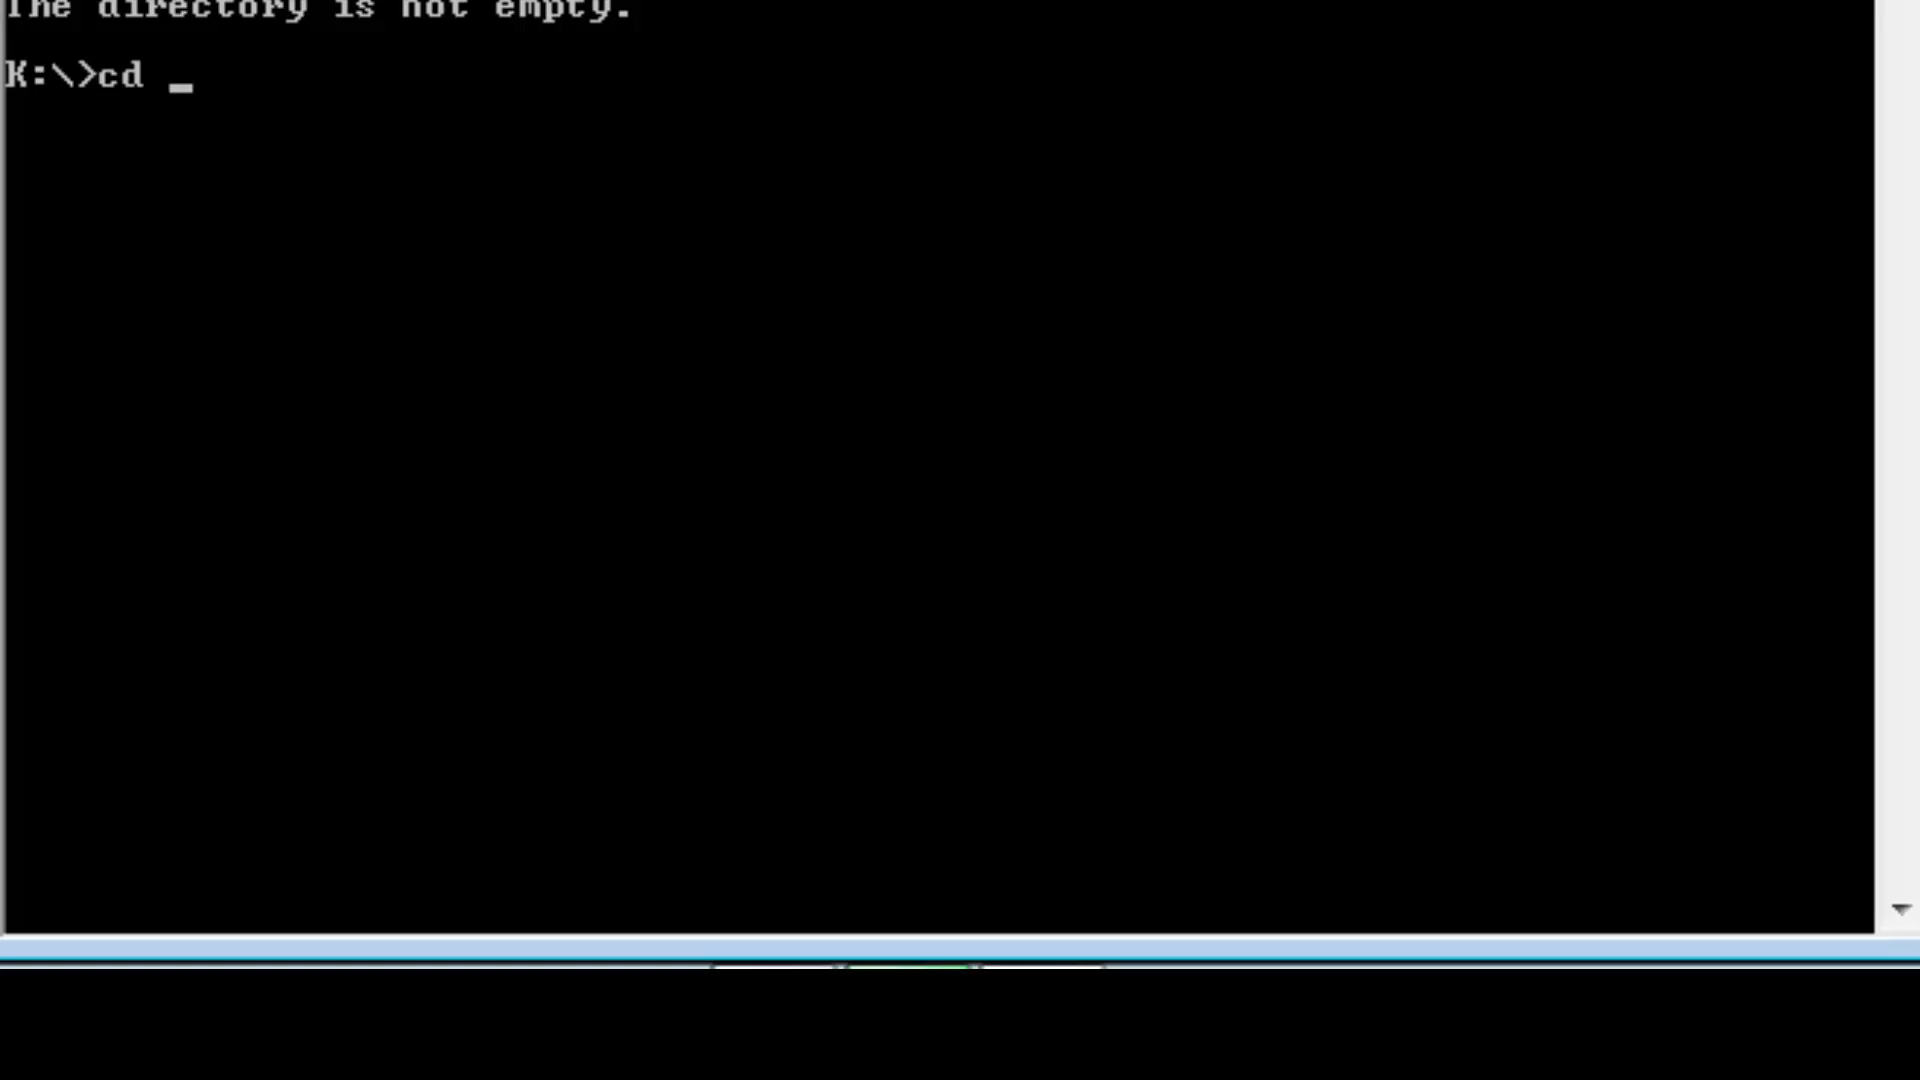 The directory is not empty.
K:\>cd _